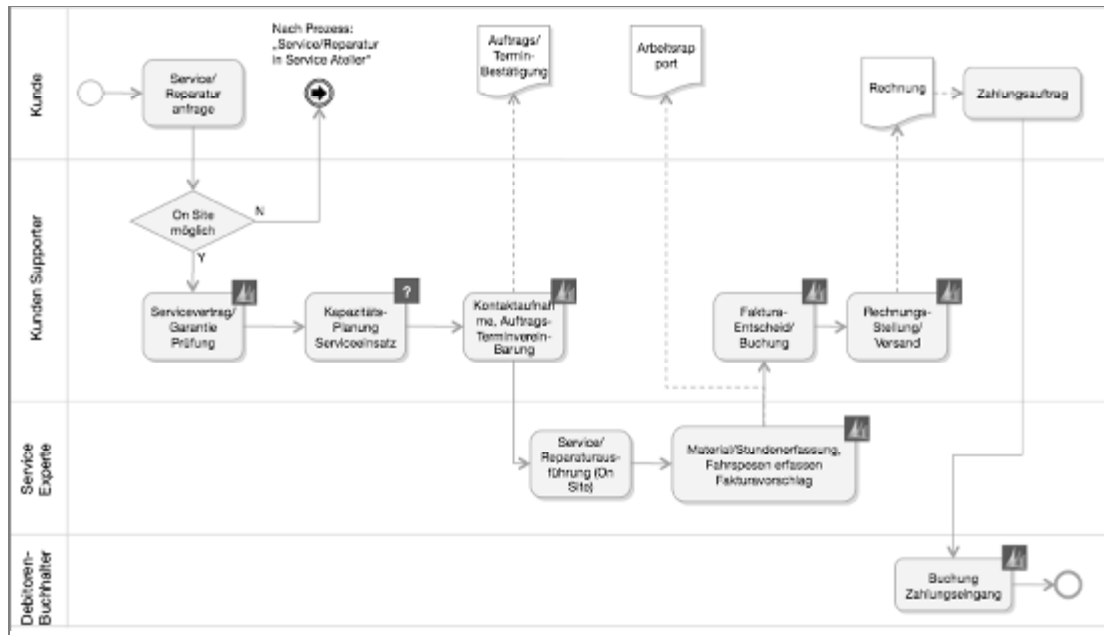 Kunde
Service/
Reparatur
anfrage
Nach Prozess:
„Service/Reparatur
in Service Atelier"
Auftrags/
Termin-
Bestätigung
Arbeitsrap
port
Rechnung
Zahlungsauftrag
Kunden Supporter
On Site
möglich
N
Y
Servicevertrag/
Garantie
Prüfung
?
Kapazitäts-
Planung
Serviceeinsatz
Kontaktaufnah
me, Auftrags-
Terminverein-
Barung
Faktura-
Entscheid/
Buchung
Rechnungs-
Stellung/
Versand
Service
Experte
Service/
Reparaturaus-
führung (On
Site)
Material/Stundenerfassung,
Fahrspesen erfassen
Fakturavorschlag
Debitoren-
Buchhalter
Buchung
Zahlungseingang